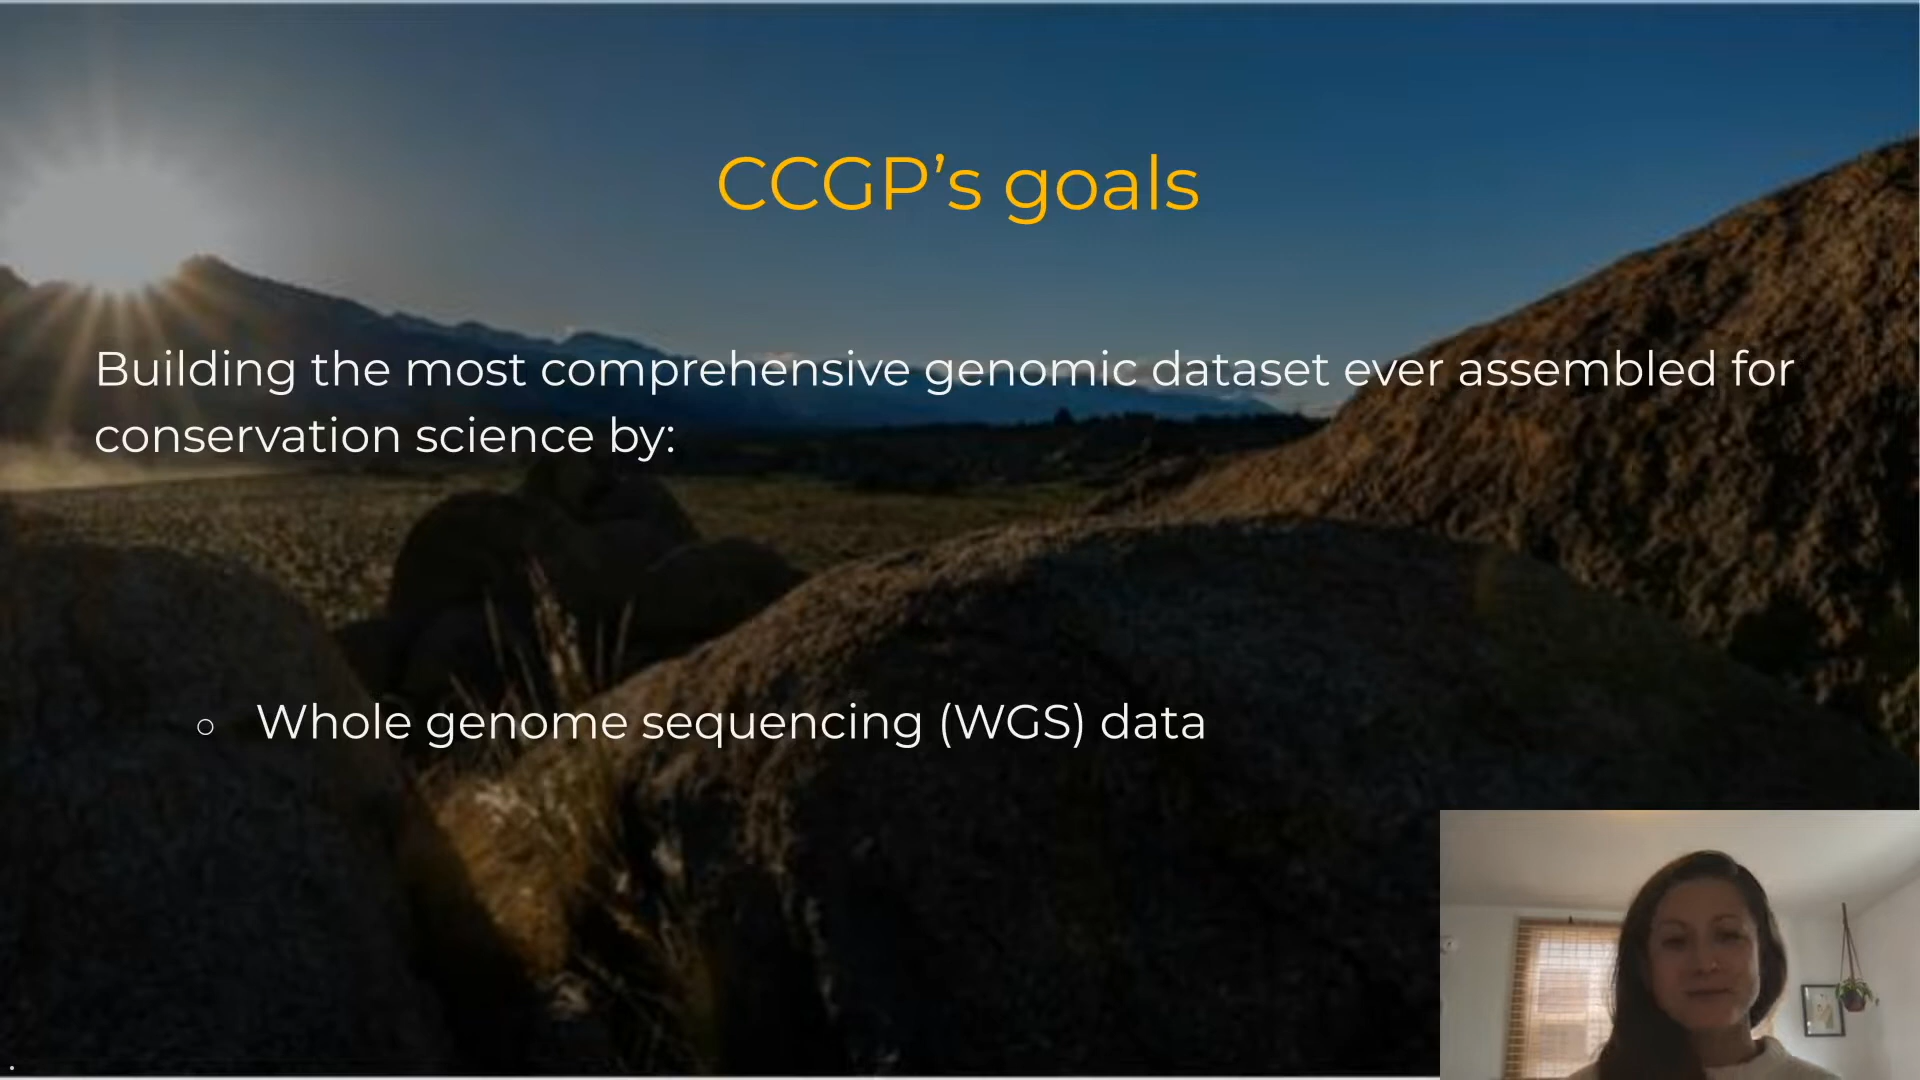 CCGP’s goals
Building the most comprehensive genomic dataset ever assembled for
conservation science by:
○ Whole genome sequencing (WGS) data